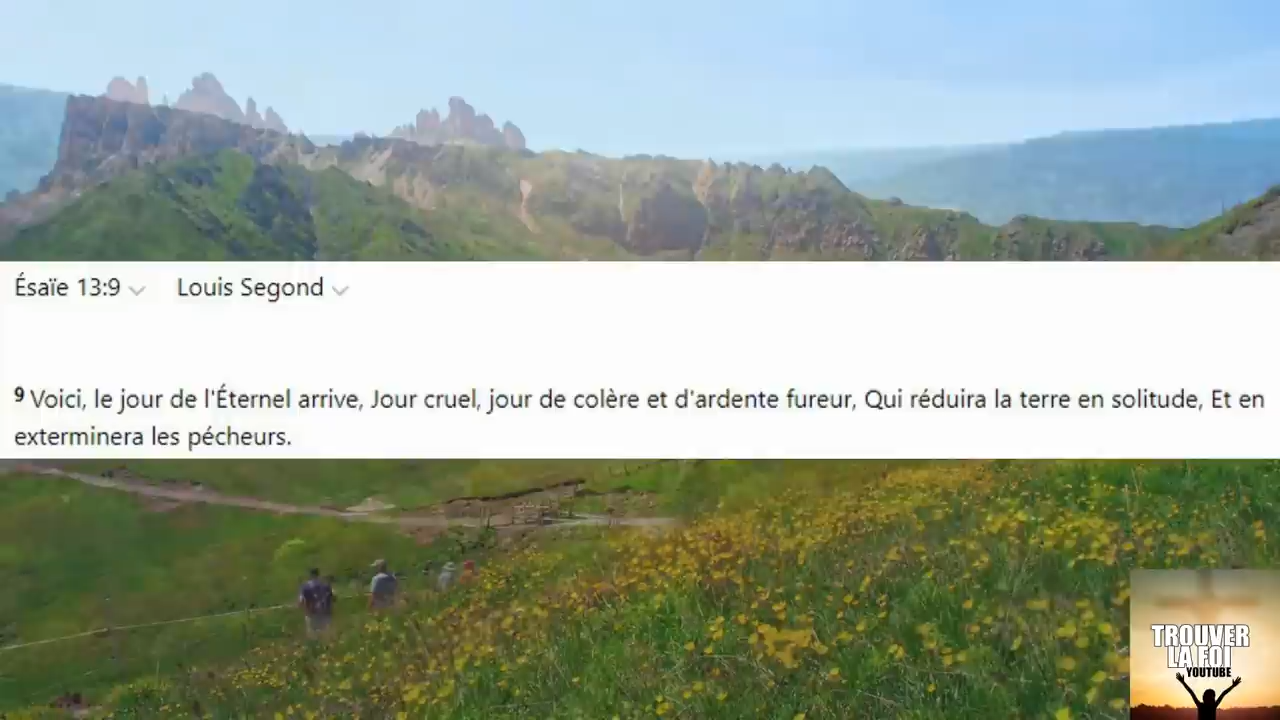 Ésaïe 13:9 Louis Segond
9 Voici, le jour de l'Éternel arrive, Jour cruel, jour de colère et d'ardente fureur, Qui réduira la terre en solitude, Et en
exterminera les pécheurs.
TROUVER
LA FOI
YOUTUBE